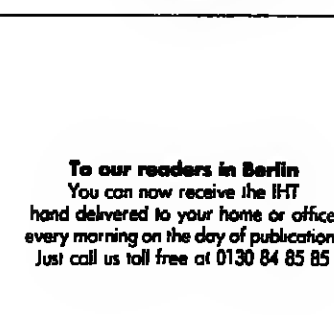 To our readers in Berlin
You can now receive the IHT
hand delivered to your home or office
every morning on the day of publication
Just call us toll free at 0130 84 85 85